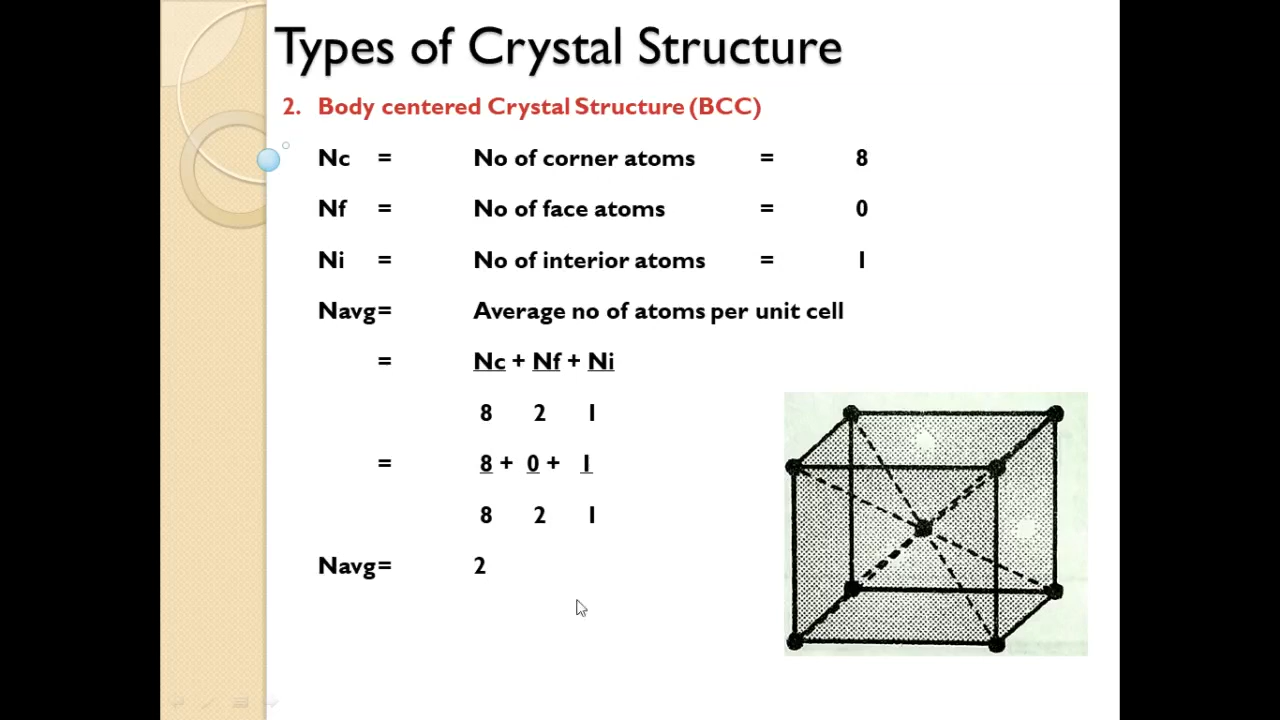 Types of Crystal Structure
2. Body centered Crystal Structure (BCC)
Nc = No of corner atoms = 8
Nf = No of face atoms = 0
Ni = No of interior atoms = 1
Navg= Average no of atoms per unit cell
= Nc + Nf + Ni
8 2 1
= 8 + 0 + 1
8 2 1
Navg= 2